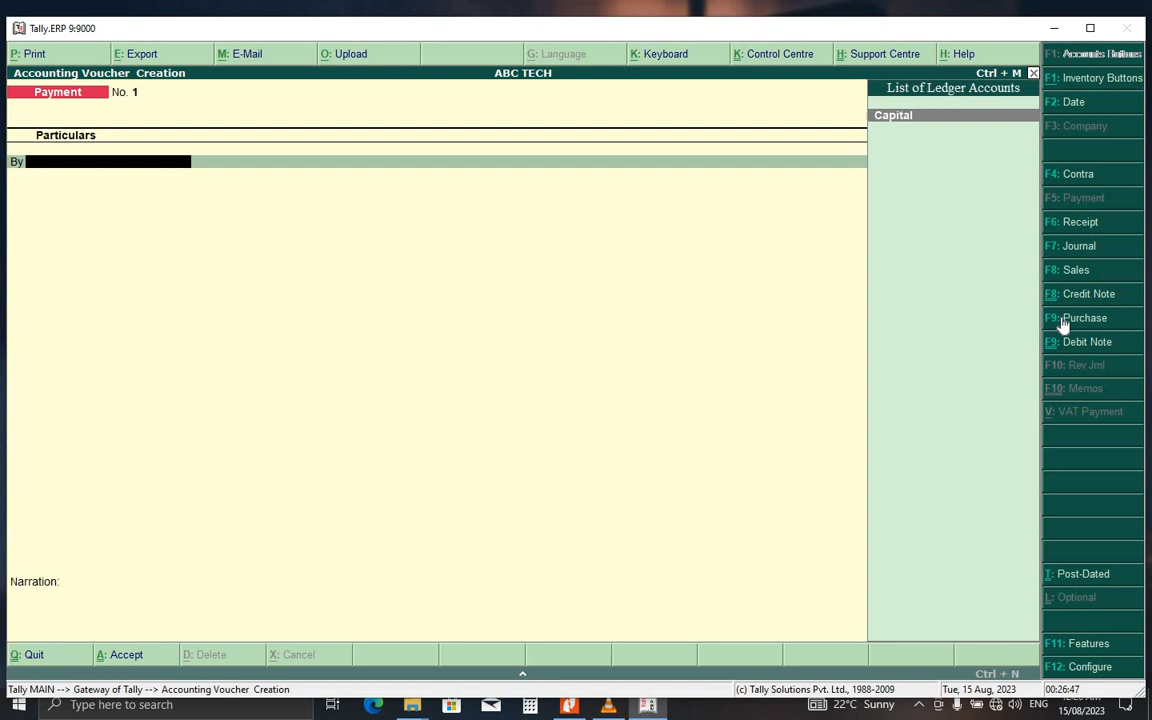 Tally.ERP 9:9000
P: Print E: Export M: E-Mail O: Upload G: Language K: Keyboard K: Control Centre H: Support Centre H: Help
Accounting Voucher Creation ABC TECH Ctrl + M
Payment No. 1
Particulars
By
Narration:
List of Ledger Accounts
Capital
F1: Accounts Buttons
F1: Inventory Buttons
F2: Date
F3: Company
F4: Contra
F5: Payment
F6: Receipt
F7: Journal
F8: Sales
F8: Credit Note
F9: Purchase
F9: Debit Note
F10: Rev Jrnl
F10: Memos
V: VAT Payment
T: Post-Dated
L: Optional
F11: Features
F12: Configure
Q: Quit A: Accept D: Delete X: Cancel
Ctrl + N
Tally MAIN --> Gateway of Tally --> Accounting Voucher Creation (c) Tally Solutions Pvt. Ltd., 1988-2009 Tue, 15 Aug, 2023 00:26:47
Type here to search 22°C Sunny ENG
15/08/2023